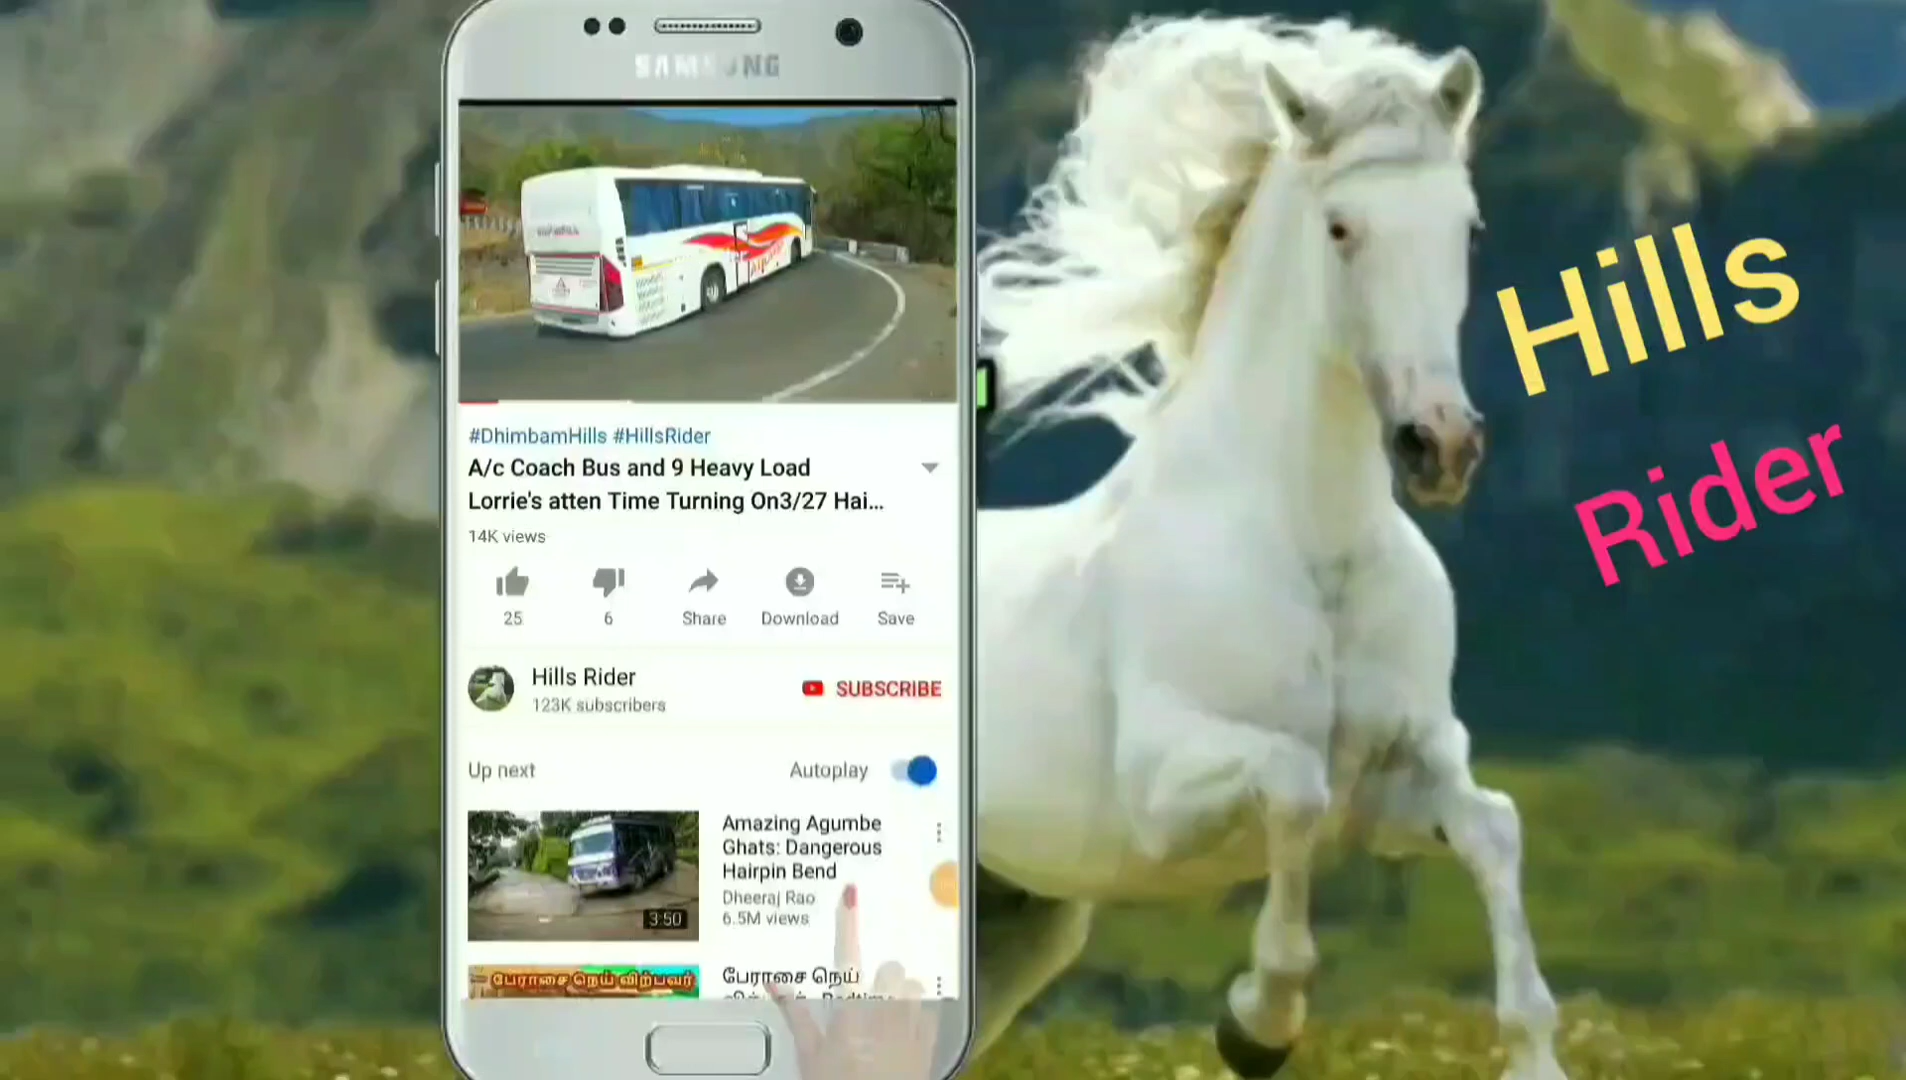 SAMSUNG
#DhimbamHills #HillsRider
A/c Coach Bus and 9 Heavy Load
Lorrie's atten Time Turning On3/27 Hai...
14K views
25
6
Share
Download
Save
Hills Rider
123K subscribers
SUBSCRIBE
Up next
Autoplay
Amazing Agumbe
Ghats: Dangerous
Hairpin Bend
Dheeraj Rao
6.5M views
3:50
பேராசை நெய் விற்பவர்
பேராசை நெய்
Hills
Rider